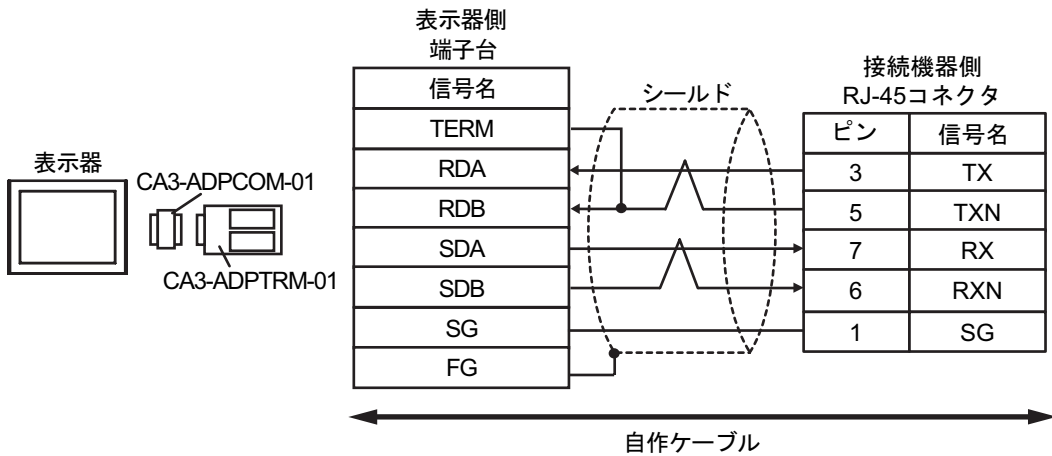 表示器
CA3-ADPCOM-01
CA3-ADPTRM-01
表示器側
端子台
信号名
TERM
RDA
RDB
SDA
SDB
SG
FG
シールド
接続機器側
RJ-45コネクタ
ピン 信号名
3 TX
5 TXN
7 RX
6 RXN
1 SG
自作ケーブル